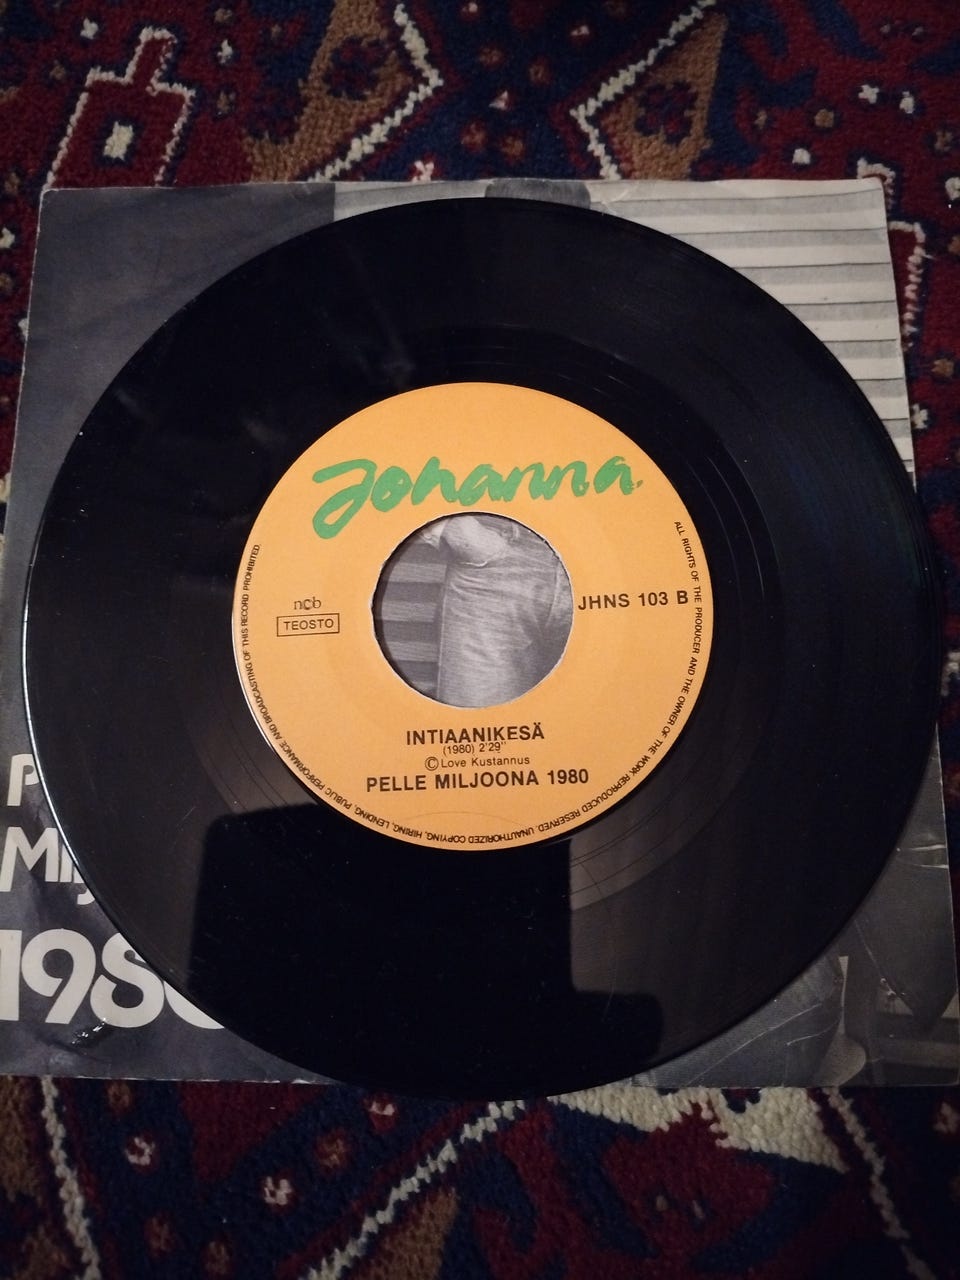 Johanna
ncb
TEOSTO
JHNS 103 B
INTIAANIKESÄ
(1980) 2'29"
©Love Kustannus
PELLE MILJOONA 1980
ALL RIGHTS OF THE PRODUCER AND THE OWNER OF THE WORK REPRODUCED RESERVED. UNAUTHORIZED COPYING, HIRING, LENDING, PUBLIC PERFORMANCE AND BROADCASTING OF THIS RECORD PROHIBITED.
P
Milj
198